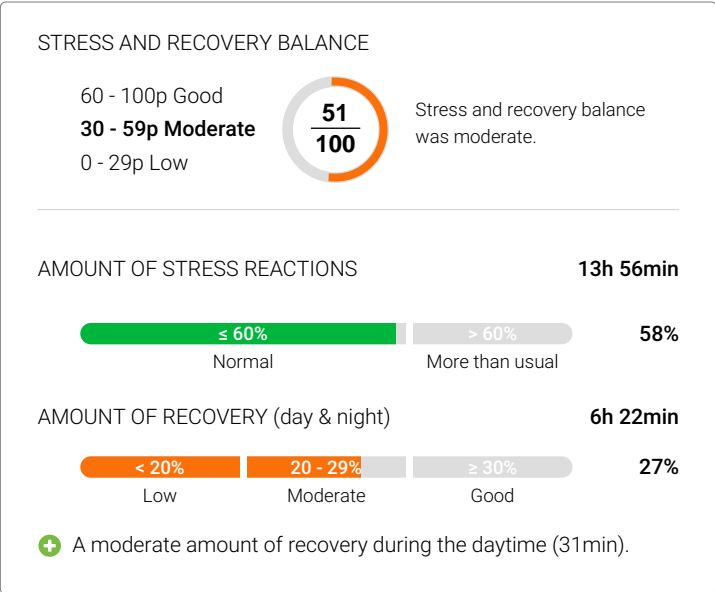 STRESS AND RECOVERY BALANCE
60 - 100p Good
30 - 59p Moderate
0 - 29p Low
51
100
Stress and recovery balance
was moderate.
AMOUNT OF STRESS REACTIONS 13h 56min
≤ 60% > 60% 58%
Normal More than usual
AMOUNT OF RECOVERY (day & night) 6h 22min
< 20% 20 - 29% ≥ 30% 27%
Low Moderate Good
A moderate amount of recovery during the daytime (31min).